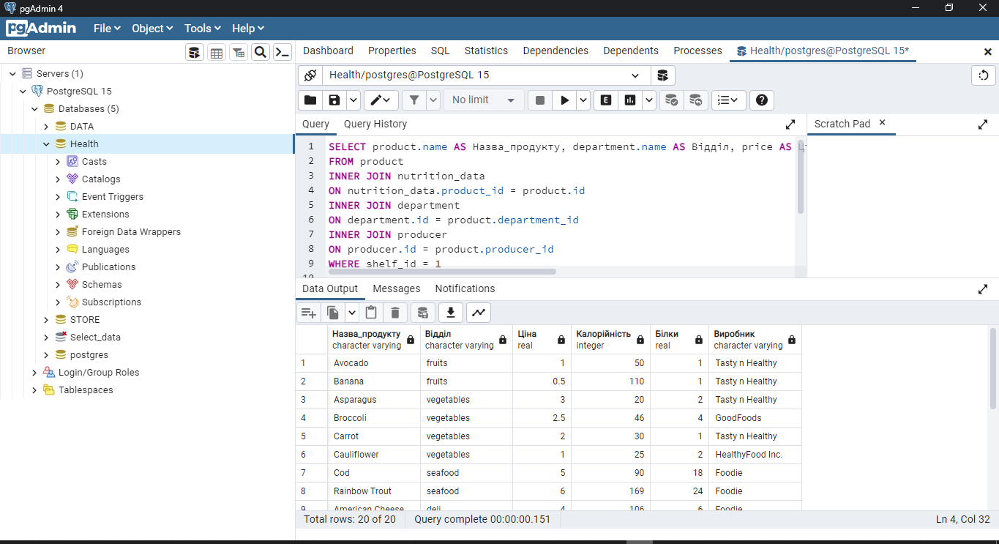 pgAdmin 4
pgAdmin File Object Tools Help
Browser
Dashboard Properties SQL Statistics Dependencies Dependents Processes Health/postgres@PostgreSQL 15*
Servers (1)
PostgreSQL 15
Databases (5)
DATA
Health
Casts
Catalogs
Event Triggers
Extensions
Foreign Data Wrappers
Languages
Publications
Schemas
Subscriptions
STORE
Select_data
postgres
Login/Group Roles
Tablespaces
Health/postgres@PostgreSQL 15
No limit
E
Query Query History
Scratch Pad
1 SELECT product.name AS Назва_продукту, department.name AS Відділ, price AS
2 FROM product
3 INNER JOIN nutrition_data
4 ON nutrition_data.product_id = product.id
5 INNER JOIN department
6 ON department.id = product.department_id
7 INNER JOIN producer
8 ON producer.id = product.producer_id
9 WHERE shelf_id = 1
10
Data Output Messages Notifications
Назва_продукту Відділ Ціна Калорійність Білки Виробник
character varying character varying real integer real character varying
1 Avocado fruits 1 50 1 Tasty n Healthy
2 Banana fruits 0.5 110 1 Tasty n Healthy
3 Asparagus vegetables 3 20 2 Tasty n Healthy
4 Broccoli vegetables 2.5 46 4 GoodFoods
5 Carrot vegetables 2 30 1 Tasty n Healthy
6 Cauliflower vegetables 1 25 2 HealthyFood Inc.
7 Cod seafood 5 90 18 Foodie
8 Rainbow Trout seafood 6 169 24 Foodie
9 American Cheese deli 4 106 6 Foodie
Total rows: 20 of 20 Query complete 00:00:00.151 Ln 4, Col 32